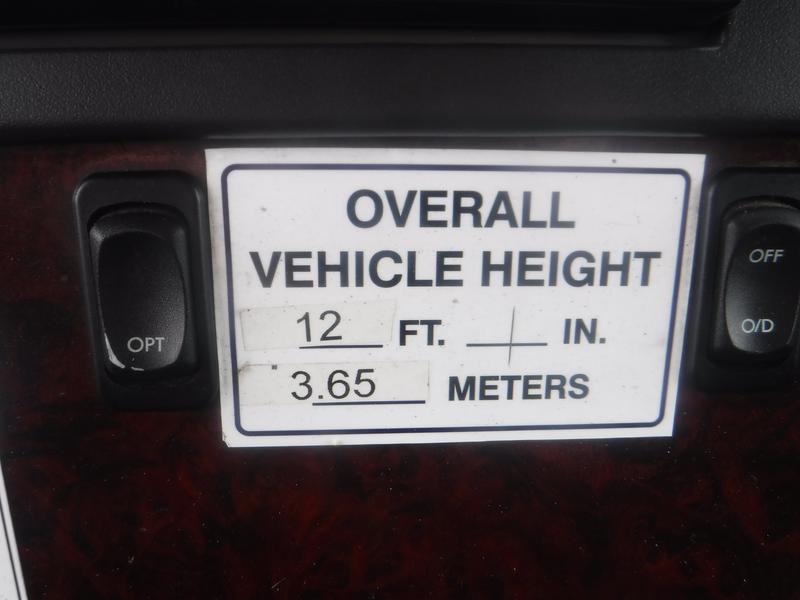 OVERALL
VEHICLE HEIGHT
12 FT. IN.
3.65 METERS
OPT
OFF
O/D